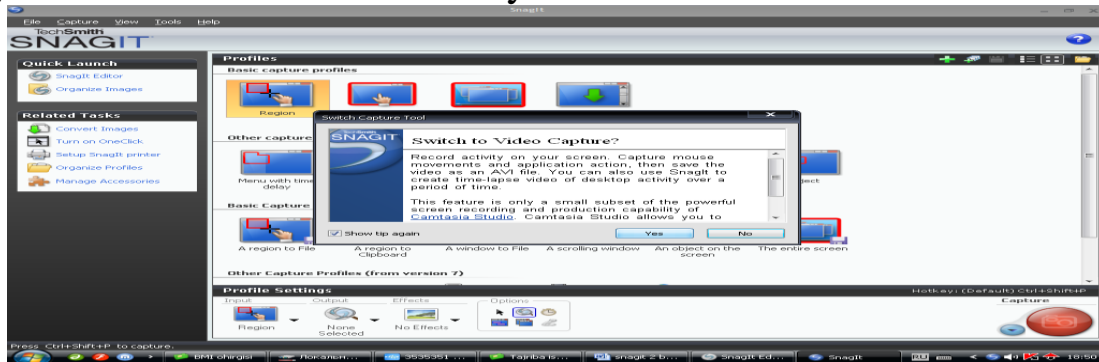 SnagIt
File Capture View Tools Help
TechSmith
SNAGIT
Quick Launch
SnagIt Editor
Organize Images
Related Tasks
Convert Images
Turn on OneClick
Setup SnagIt printer
Organize Profiles
Manage Accessories
Profiles
Basic capture profiles
Region
Other capture
Menu with time delay
Basic Capture
Switch Capture Tool
TechSmith
SNAGIT
Switch to Video Capture?
Record activity on your screen. Capture mouse
movements and application action, then save the
video as an AVI file. You can also use SnagIt to
create time-lapse video of desktop activity over a
period of time.
This feature is only a small subset of the powerful
screen recording and production capability of
Camtasia Studio. Camtasia Studio allows you to
Show tip again
Yes
No
A region to File
A region to Clipboard
A window to File
A scrolling window
An object on the screen
The entire screen
Other Capture Profiles (from version 7)
Profile Settings
Hotkey: (Default) Ctrl+Shift+P
Input Output Effects Options Capture
Region
None Selected
No Effects
Press Ctrl+Shift+P to capture.
BMI ohirgisi
Локальн...
3535351 ...
Tajriba is...
snagit 2 b...
SnagIt Ed...
SnagIt
RU
18:50